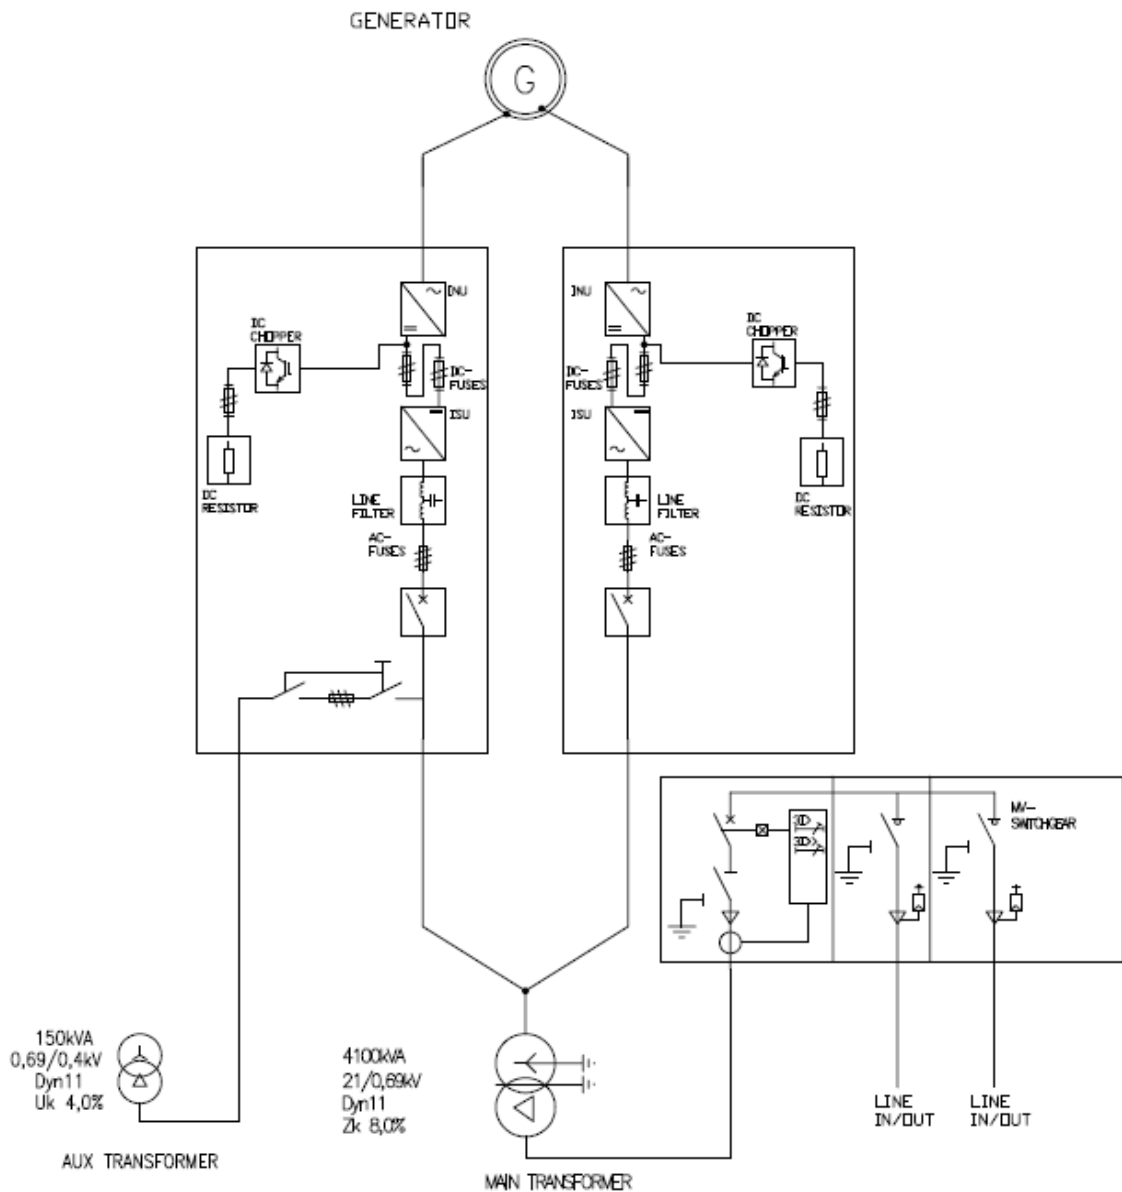 GENERATOR
G
INU
INU
DC
CHOPPER
DC
CHOPPER
DC-
FUSES
DC-
FUSES
ISU
ISU
DC
RESISTOR
LINE
FILTER
LINE
FILTER
DC
RESISTOR
AC-
FUSES
AC-
FUSES
MV-
SWITCHGEAR
150kVA
0,69/0,4kV
Dyn11
Uk 4,0%
4100kVA
21/0,69kV
Dyn11
Zk 8,0%
LINE
IN/OUT
LINE
IN/OUT
AUX TRANSFORMER
MAIN TRANSFORMER